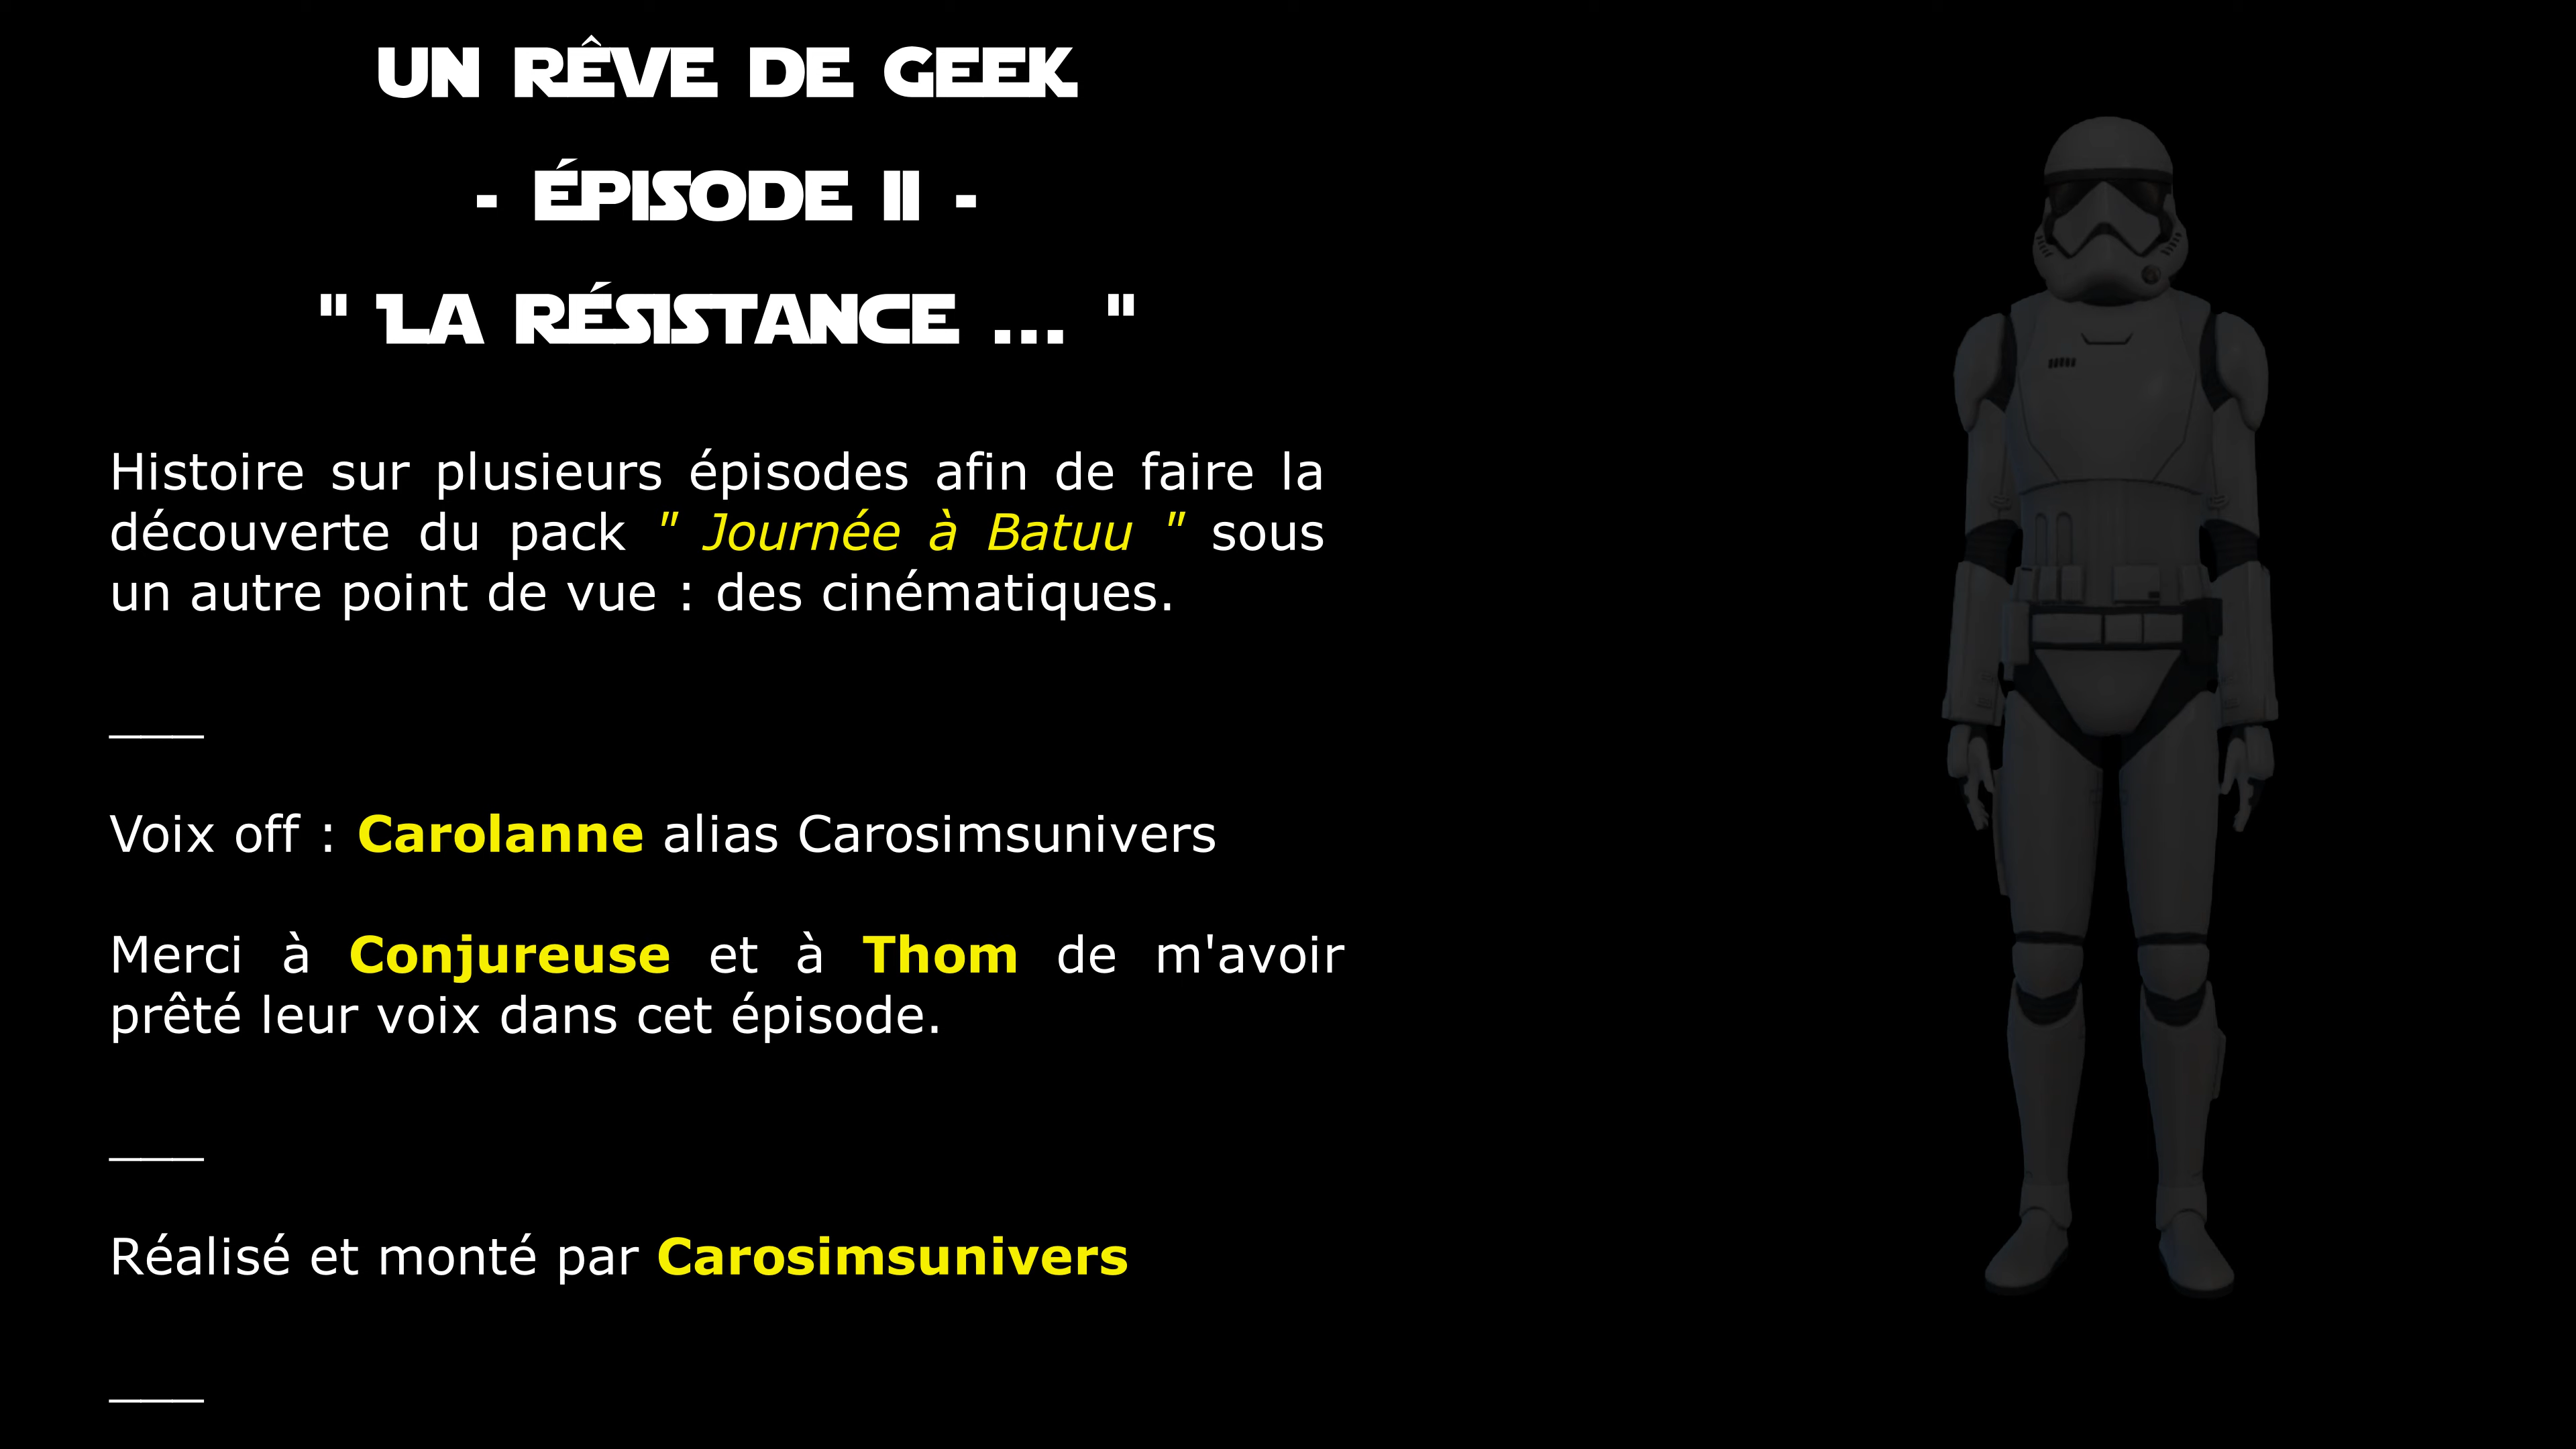 UN RÊVE DE GEEK
- ÉPISODE II -
" LA RÉSISTANCE ... "
Histoire sur plusieurs épisodes afin de faire la
découverte du pack " Journée à Batuu " sous
un autre point de vue : des cinématiques.
___
Voix off : Carolanne alias Carosimsunivers
Merci à Conjureuse et à Thom de m'avoir
prêté leur voix dans cet épisode.
___
Réalisé et monté par Carosimsunivers
___